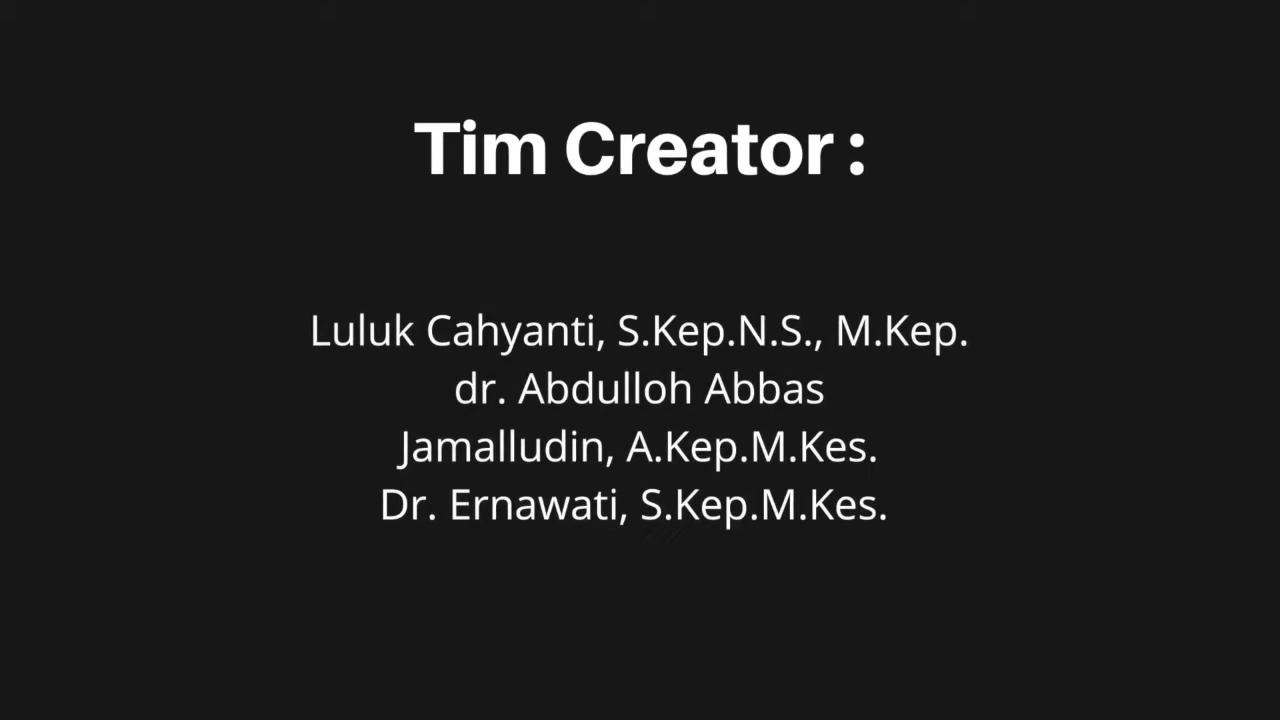 Tim Creator :
Luluk Cahyanti, S.Kep.N.S., M.Kep.
dr. Abdulloh Abbas
Jamalludin, A.Kep.M.Kes.
Dr. Ernawati, S.Kep.M.Kes.